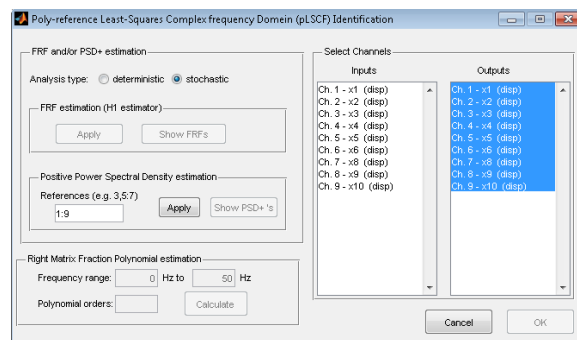 Poly-reference Least-Squares Complex frequency Domein (pLSCF) Identification
FRF and/or PSD+ estimation
Analysis type: deterministic stochastic
FRF estimation (H1 estimator)
Apply Show FRFs
Positive Power Spectral Density estimation
References (e.g. 3,5:7)
1:9 Apply Show PSD+ 's
Right Matrix Fraction Polynomial estimation
Frequency range: 0 Hz to 50 Hz
Polynomial orders: Calculate
Select Channels
Inputs
Ch. 1 - x1 (disp)
Ch. 2 - x2 (disp)
Ch. 3 - x3 (disp)
Ch. 4 - x4 (disp)
Ch. 5 - x5 (disp)
Ch. 6 - x6 (disp)
Ch. 7 - x8 (disp)
Ch. 8 - x9 (disp)
Ch. 9 - x10 (disp)
Outputs
Ch. 1 - x1 (disp)
Ch. 2 - x2 (disp)
Ch. 3 - x3 (disp)
Ch. 4 - x4 (disp)
Ch. 5 - x5 (disp)
Ch. 6 - x6 (disp)
Ch. 7 - x8 (disp)
Ch. 8 - x9 (disp)
Ch. 9 - x10 (disp)
Cancel OK